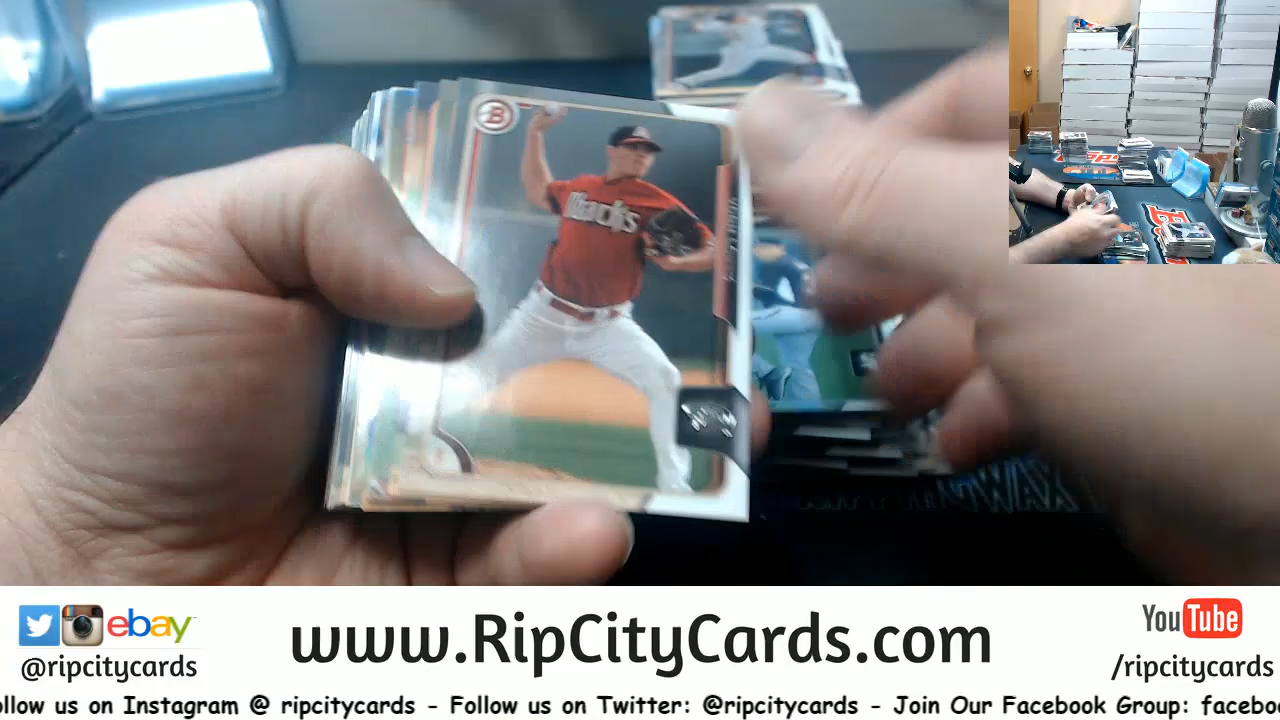 B
WAX
ebay
@ripcitycards
www.RipCityCards.com
YouTube
/ripcitycards
ollow us on Instagram @ ripcitycards - Follow us on Twitter: @ripcitycards - Join Our Facebook Group: facebo